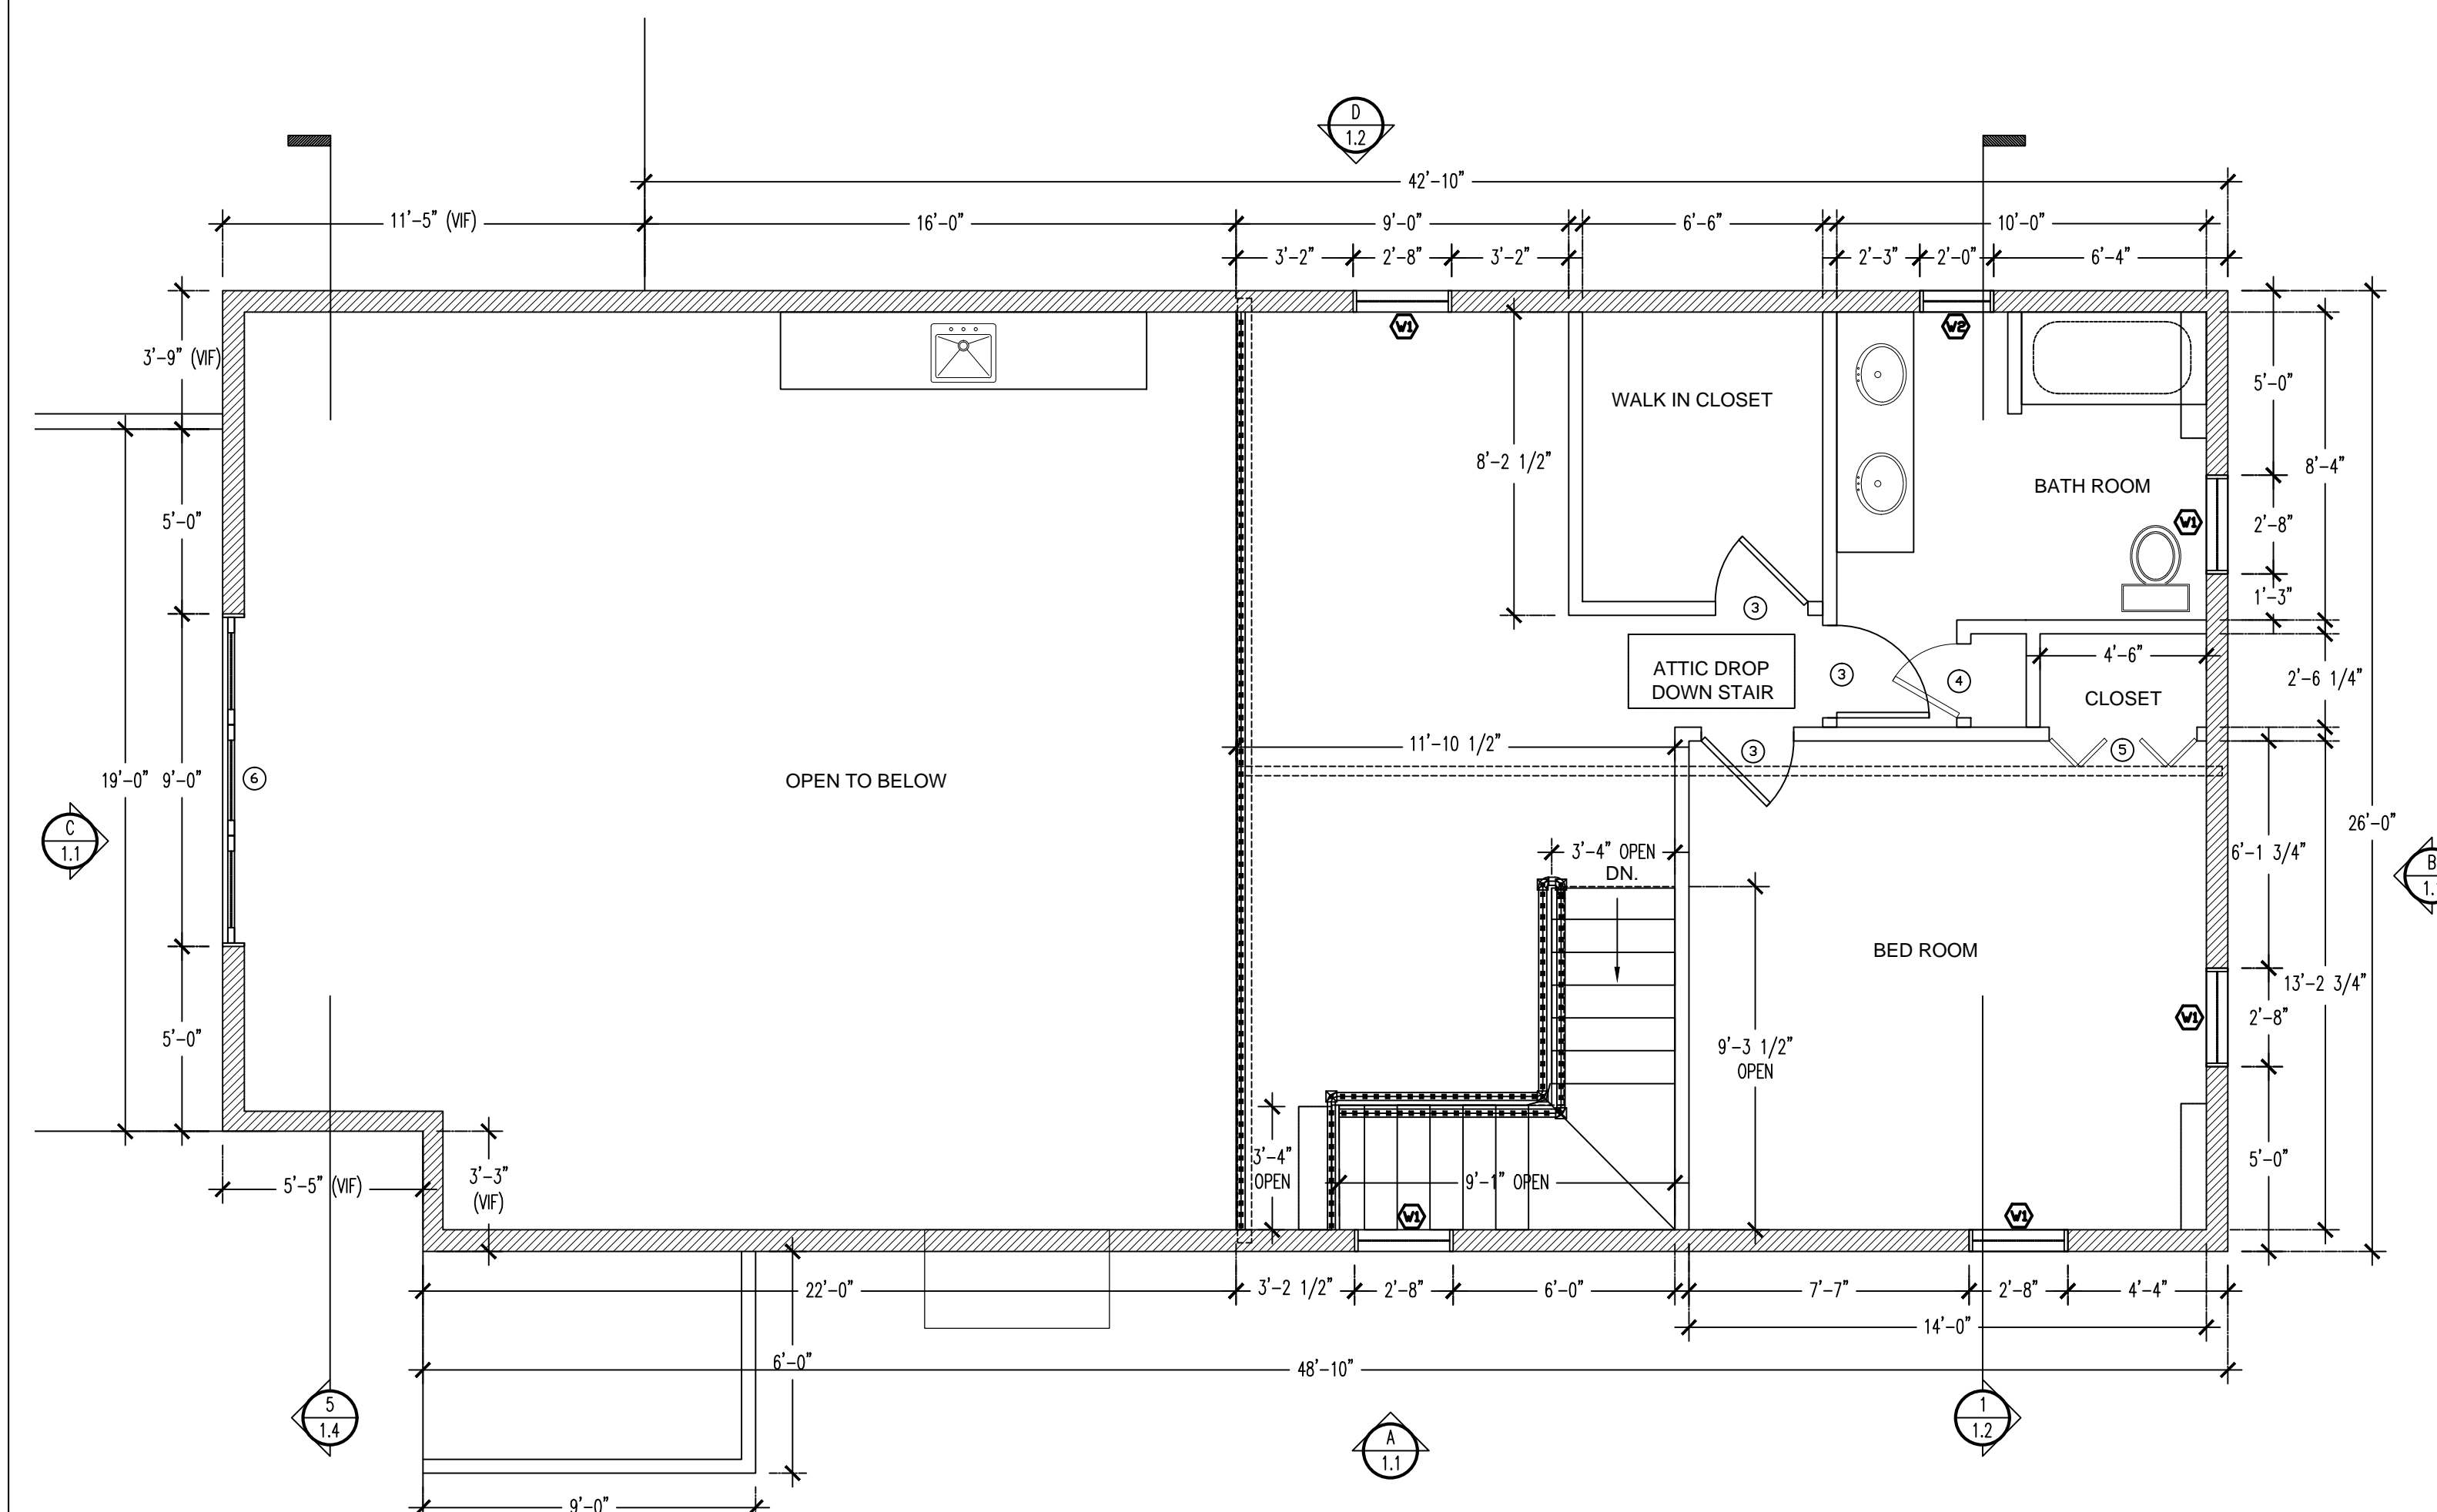 D
1.2
42'-10"
11'-5" (VIF)
16'-0"
9'-0"
6'-6"
10'-0"
3'-2"
2'-8"
3'-2"
2'-3"
2'-0"
6'-4"
W1
W2
3'-9" (VIF)
5'-0"
WALK IN CLOSET
8'-2 1/2"
8'-4"
BATH ROOM
5'-0"
W1
2'-8"
1'-3"
3
ATTIC DROP
DOWN STAIR
3
4
4'-6"
2'-6 1/4"
CLOSET
11'-10 1/2"
3
5
19'-0"
9'-0"
6
OPEN TO BELOW
C
1.1
26'-0"
3'-4" OPEN
DN.
6'-1 3/4"
B
1.
BED ROOM
13'-2 3/4"
W1
2'-8"
5'-0"
9'-3 1/2"
OPEN
3'-4"
OPEN
5'-0"
5'-5" (VIF)
3'-3"
(VIF)
9'-1" OPEN
W1
W1
22'-0"
3'-2 1/2"
2'-8"
6'-0"
7'-7"
2'-8"
4'-4"
14'-0"
6'-0"
48'-10"
5
1.4
1
1.2
A
1.1
9'-0"